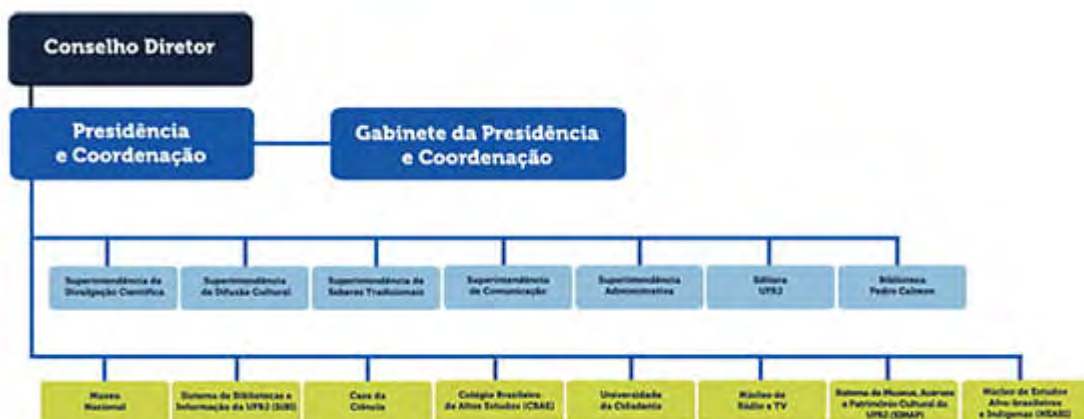 Conselho Diretor
Presidência
e Coordenação
Gabinete da Presidência
e Coordenação
Superintendência de
Divulgação Científica
Superintendência
de Difusão Cultural
Superintendência de
Saberes Tradicionais
Superintendência
de Comunicação
Superintendência
Administrativa
Editora
UFRJ
Biblioteca
Pedro Calmon
Museu
Nacional
Sistema de Bibliotecas e
Informação da UFRJ (SiBI)
Casa da
Ciência
Colégio Brasileiro
de Altos Estudos (CBAE)
Universidade
da Cidadania
Núcleo de
Rádio e TV
Sistema de Museus, Acervos
e Patrimônio Cultural da
UFRJ (SIMAP)
Núcleo de Estudos
Afro-Brasileiros
e Indígenas (NEABI)